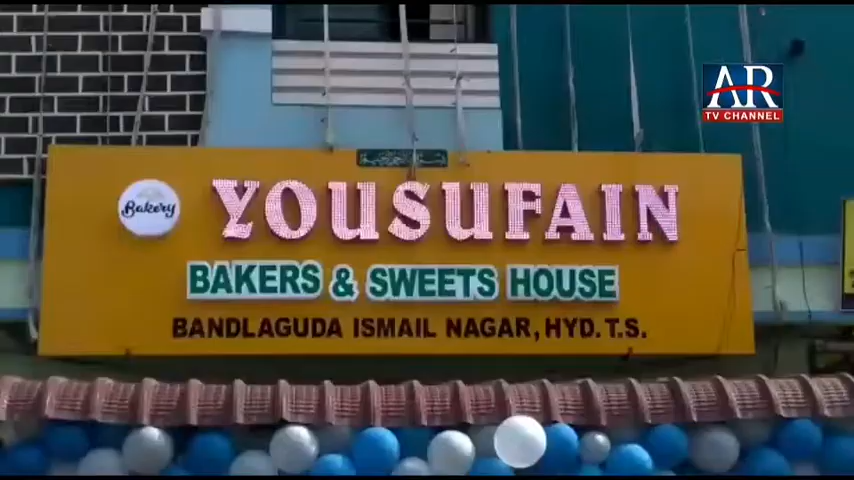 AR
TV CHANNEL
Bakery
YOUSUFAIN
BAKERS & SWEETS HOUSE
BANDLAGUDA ISMAIL NAGAR, HYD. T.S.